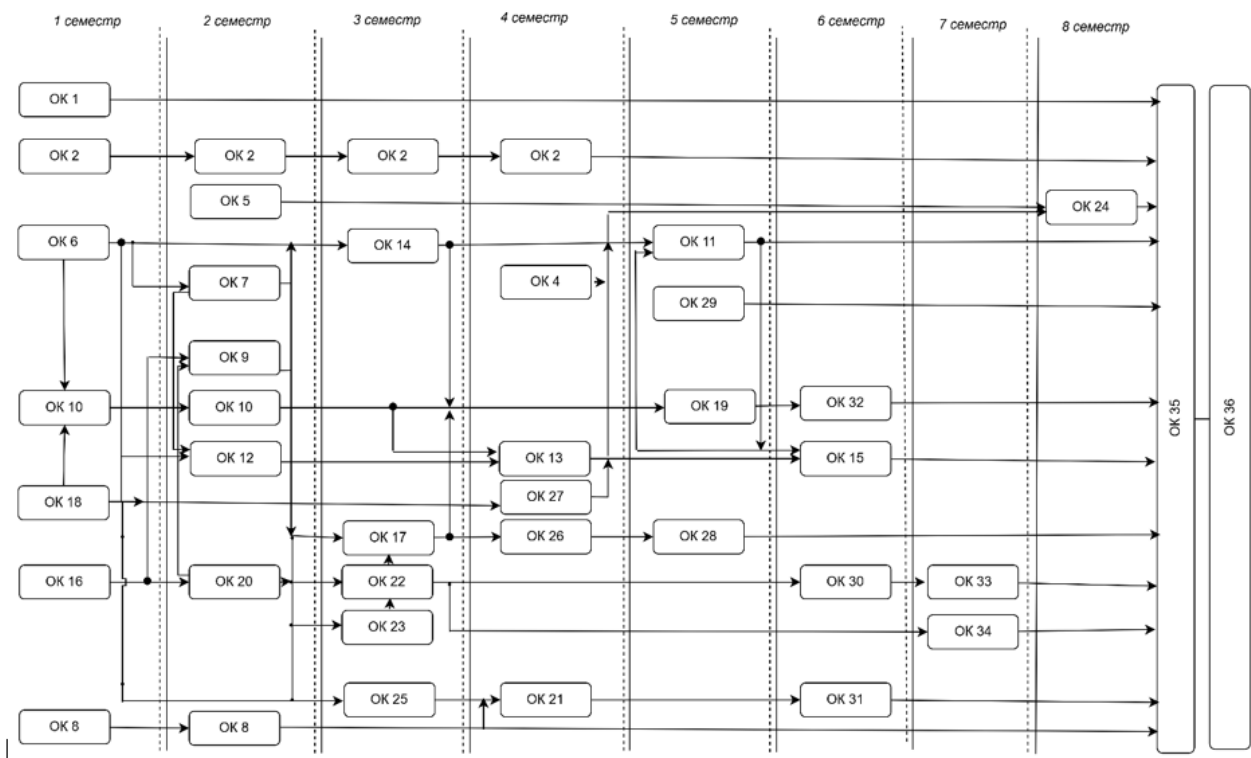 1 семестр 2 семестр 3 семестр 4 семестр 5 семестр 6 семестр 7 семестр 8 семестр
ОК 1
ОК 2 ОК 2 ОК 2 ОК 2
ОК 5 ОК 24
ОК 6 ОК 14 ОК 11
ОК 7 ОК 4
ОК 29
ОК 9
ОК 10 ОК 10 ОК 19 ОК 32
ОК 12 ОК 13 ОК 15
ОК 18 ОК 27
ОК 17 ОК 26 ОК 28
ОК 16 ОК 20 ОК 22 ОК 30 ОК 33
ОК 23 ОК 34
ОК 25 ОК 21 ОК 31
ОК 8 ОК 8
ОК 35
ОК 36